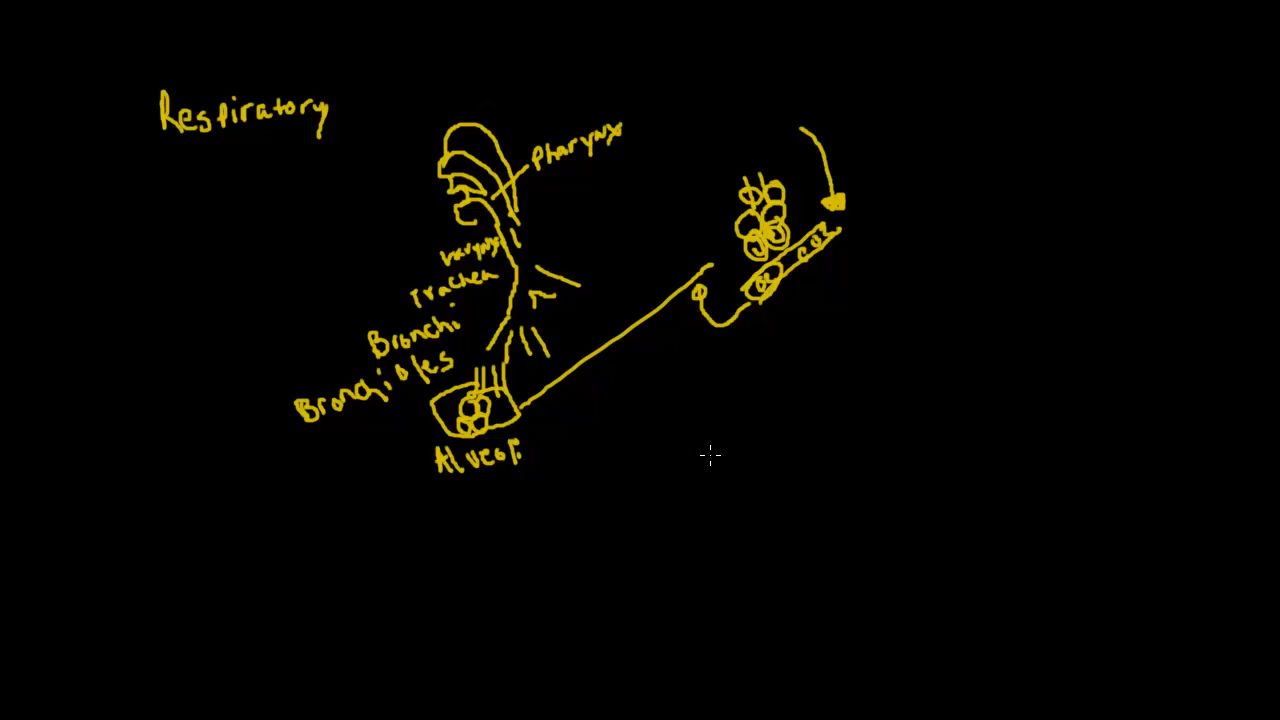 Respiratory
Pharynx
Larynx
Trachea
Bronchi
Bronchioles
Alveoli
CO2